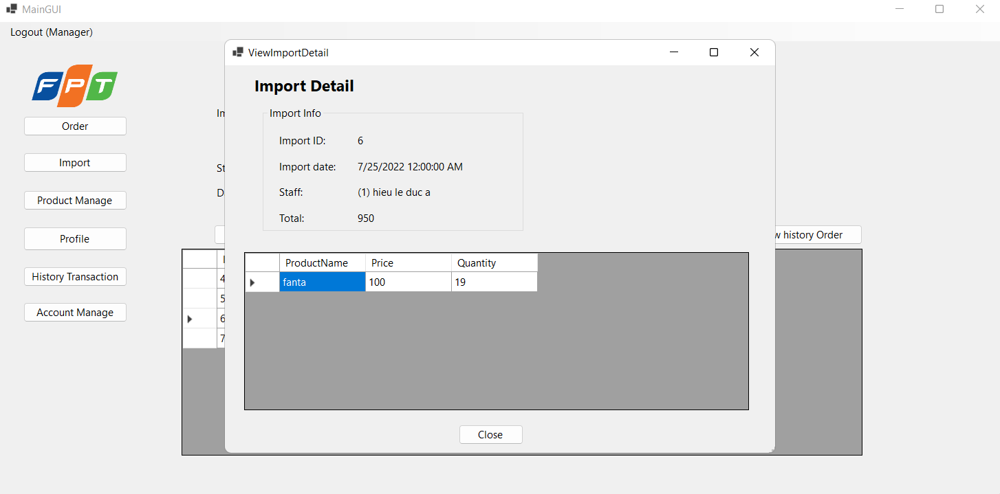 MainGUI
Logout (Manager)
ViewImportDetail
FPT
Import Detail
Order
Import Info
Import ID: 6
Import
Import date: 7/25/2022 12:00:00 AM
Staff: (1) hieu le duc a
Product Manage
Total: 950
Profile
history Order
ProductName Price Quantity
fanta 100 19
History Transaction
4
5
Account Manage
6
7
Close